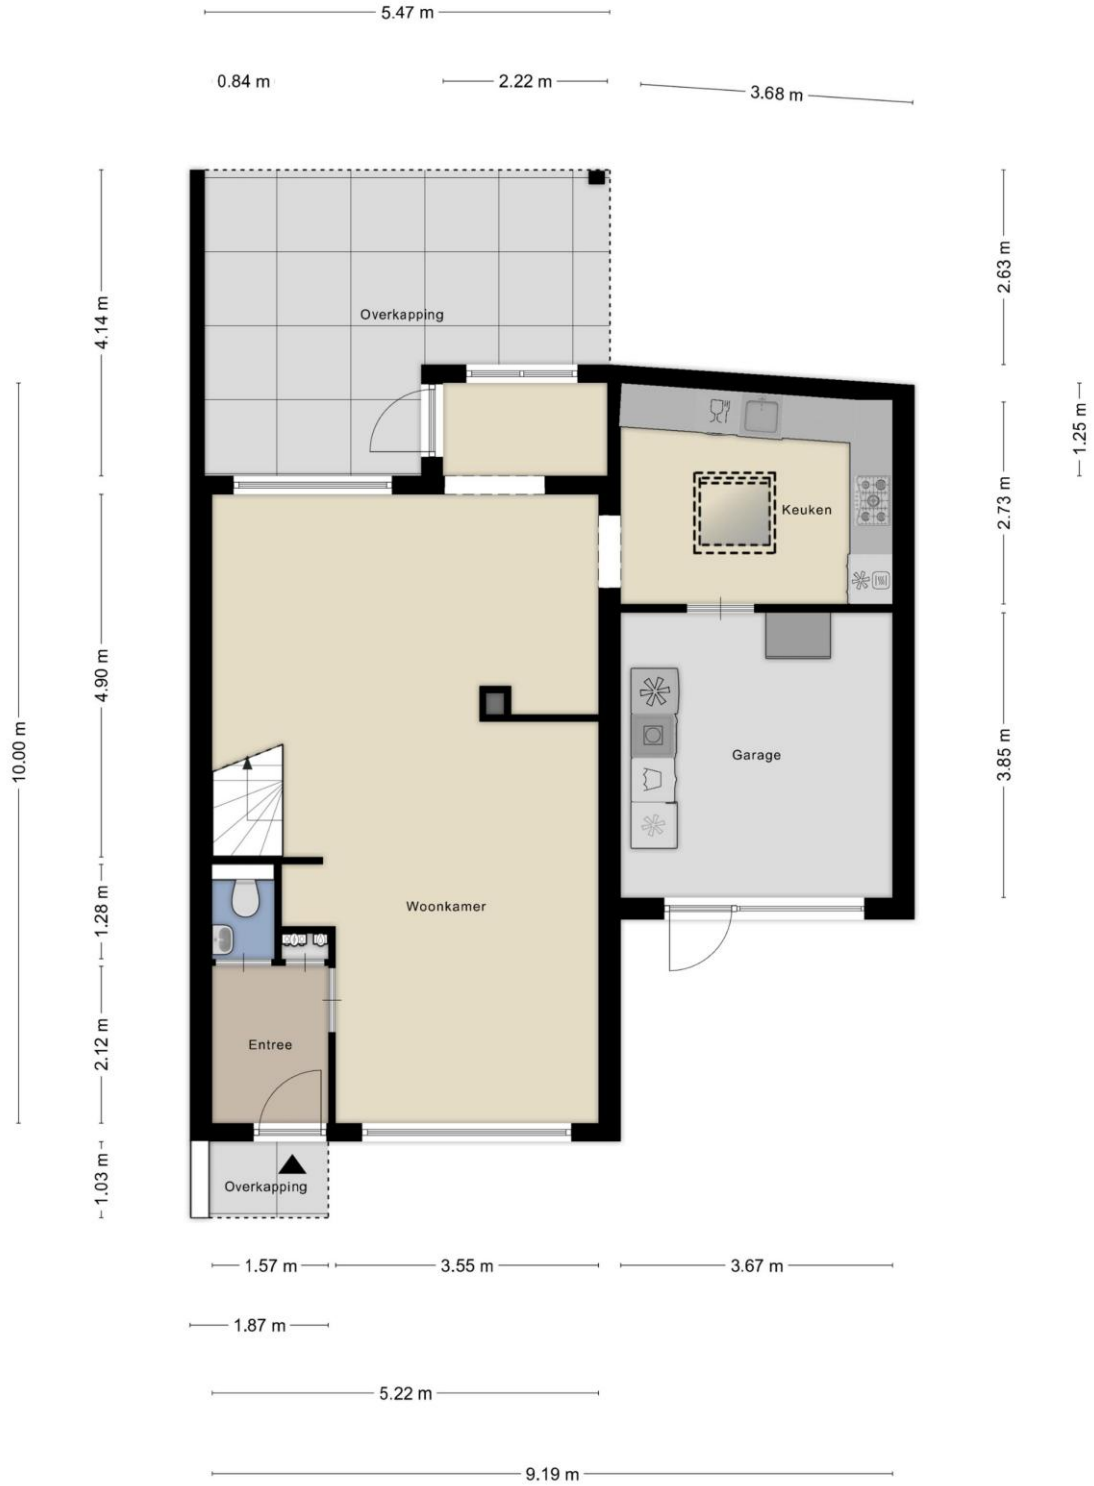 5.47 m
0.84 m
2.22 m
3.68 m
2.63 m
4.14 m
Overkapping
1.25 m
2.73 m
Keuken
4.90 m
10.00 m
3.85 m
Garage
1.28 m
Woonkamer
2.12 m
Entree
1.03 m
Overkapping
1.57 m
3.55 m
3.67 m
1.87 m
5.22 m
9.19 m